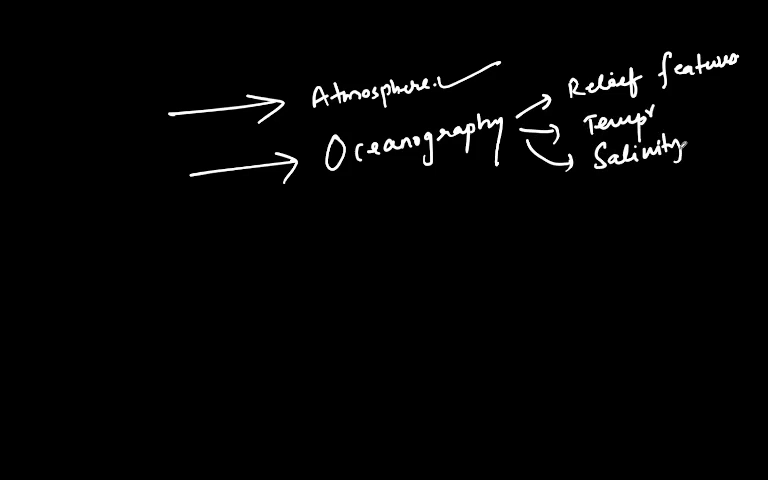 Atmosphere.
Oceanography
Relief features
Tempr
Salinity